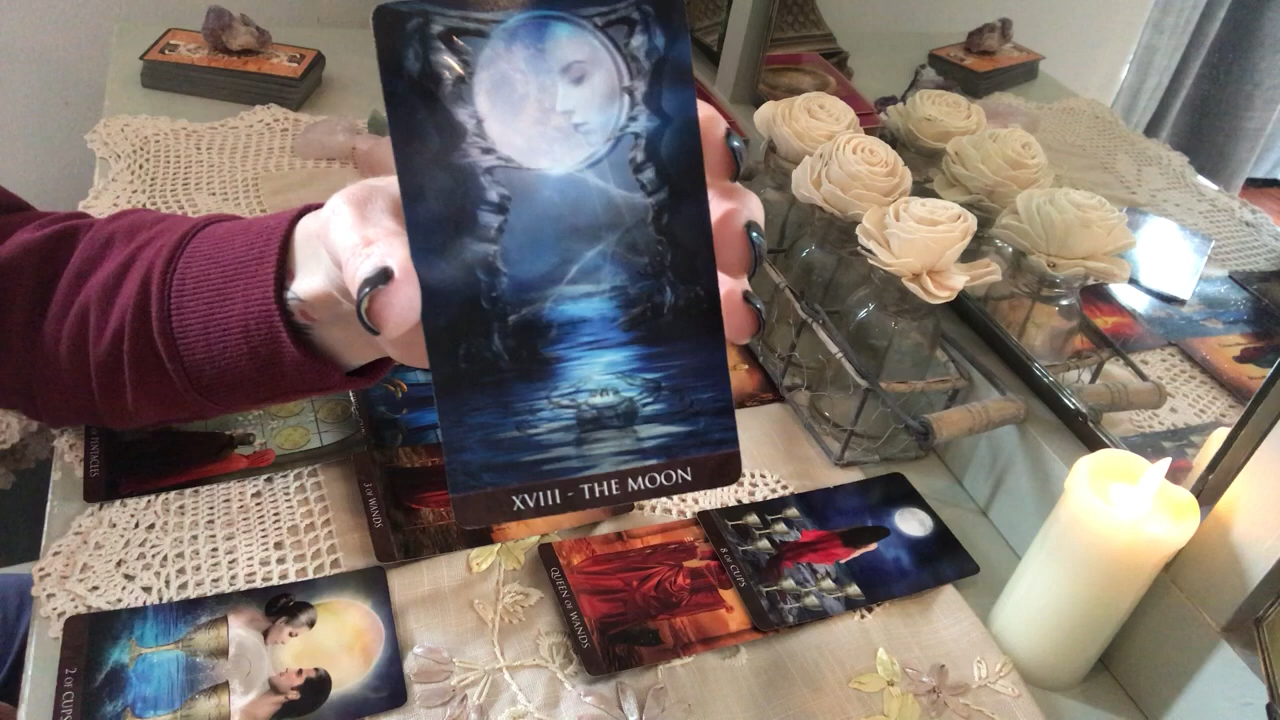 XVIII - THE MOON
PENTACLES
3 OF WANDS
QUEEN OF WANDS
8 OF CUPS
2 OF CUPS